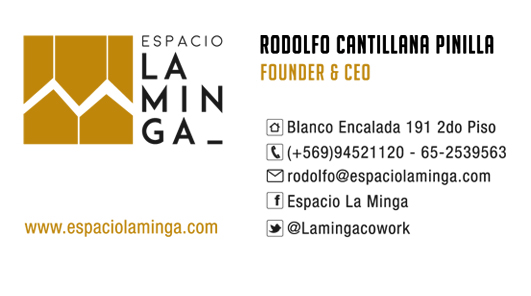 ESPACIO
LA
MIN
GA_
www.espaciolaminga.com
RODOLFO CANTILLANA PINILLA
FOUNDER & CEO
Blanco Encalada 191 2do Piso
(+569)94521120 - 65-2539563
rodolfo@espaciolaminga.com
f Espacio La Minga
@Lamingacowork